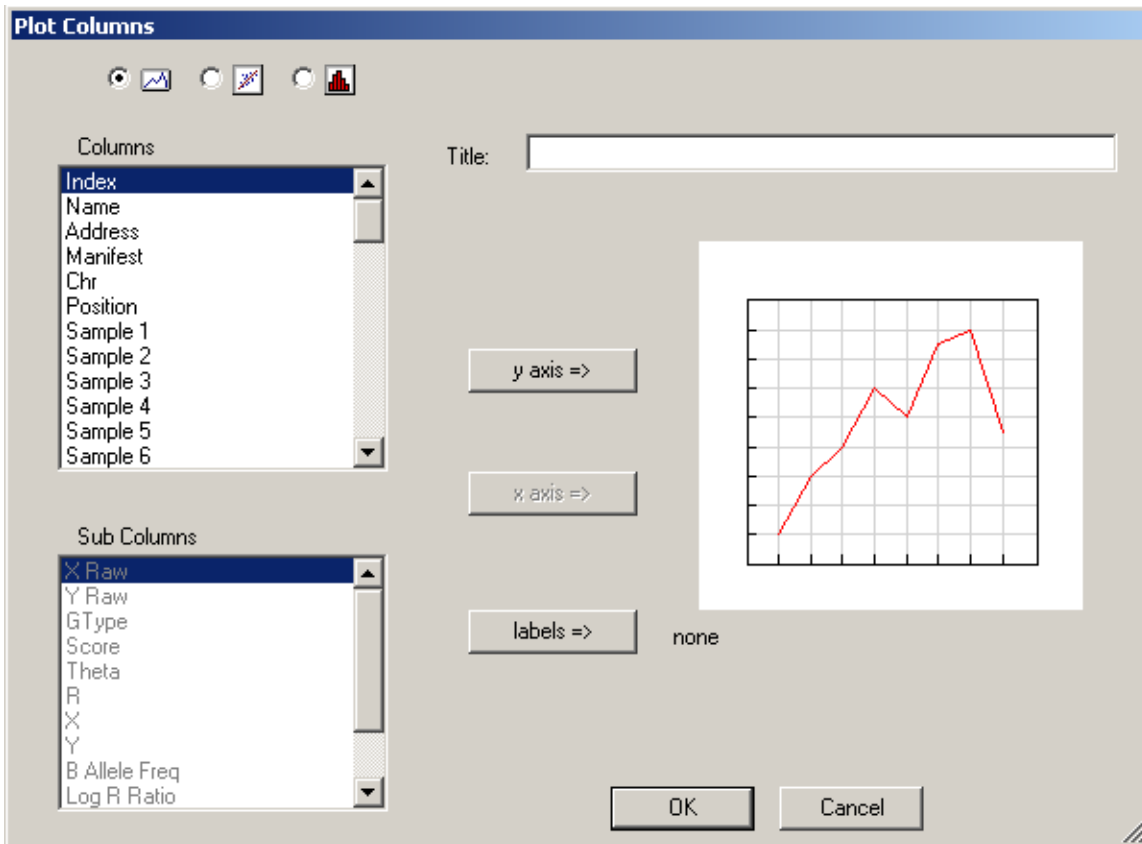 Plot Columns
Columns
Title:
Index
Name
Address
Manifest
Chr
Position
Sample 1
Sample 2
Sample 3
Sample 4
Sample 5
Sample 6
y axis =>
x axis =>
Sub Columns
X Raw
Y Raw
GType
Score
Theta
R
X
Y
B Allele Freq
Log R Ratio
labels =>
none
OK
Cancel